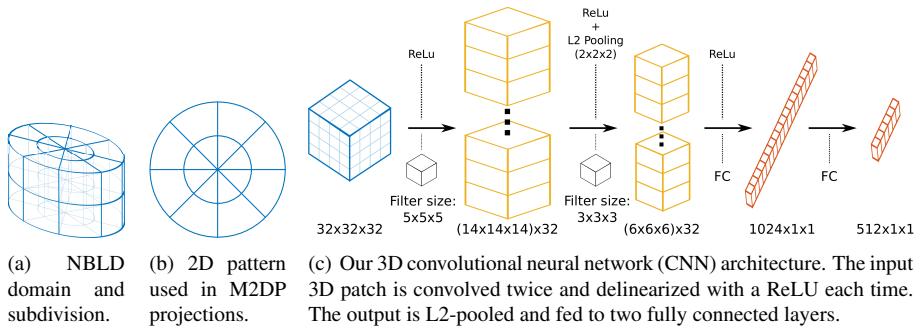 ReLu
ReLu
+
L2 Pooling
(2x2x2)
ReLu
Filter size:
5x5x5
Filter size:
3x3x3
FC
FC
32x32x32
(14x14x14)x32
(6x6x6)x32
1024x1x1
512x1x1
(a) NBLD domain and subdivision.
(b) 2D pattern used in M2DP projections.
(c) Our 3D convolutional neural network (CNN) architecture. The input
3D patch is convolved twice and delinearized with a ReLU each time.
The output is L2-pooled and fed to two fully connected layers.